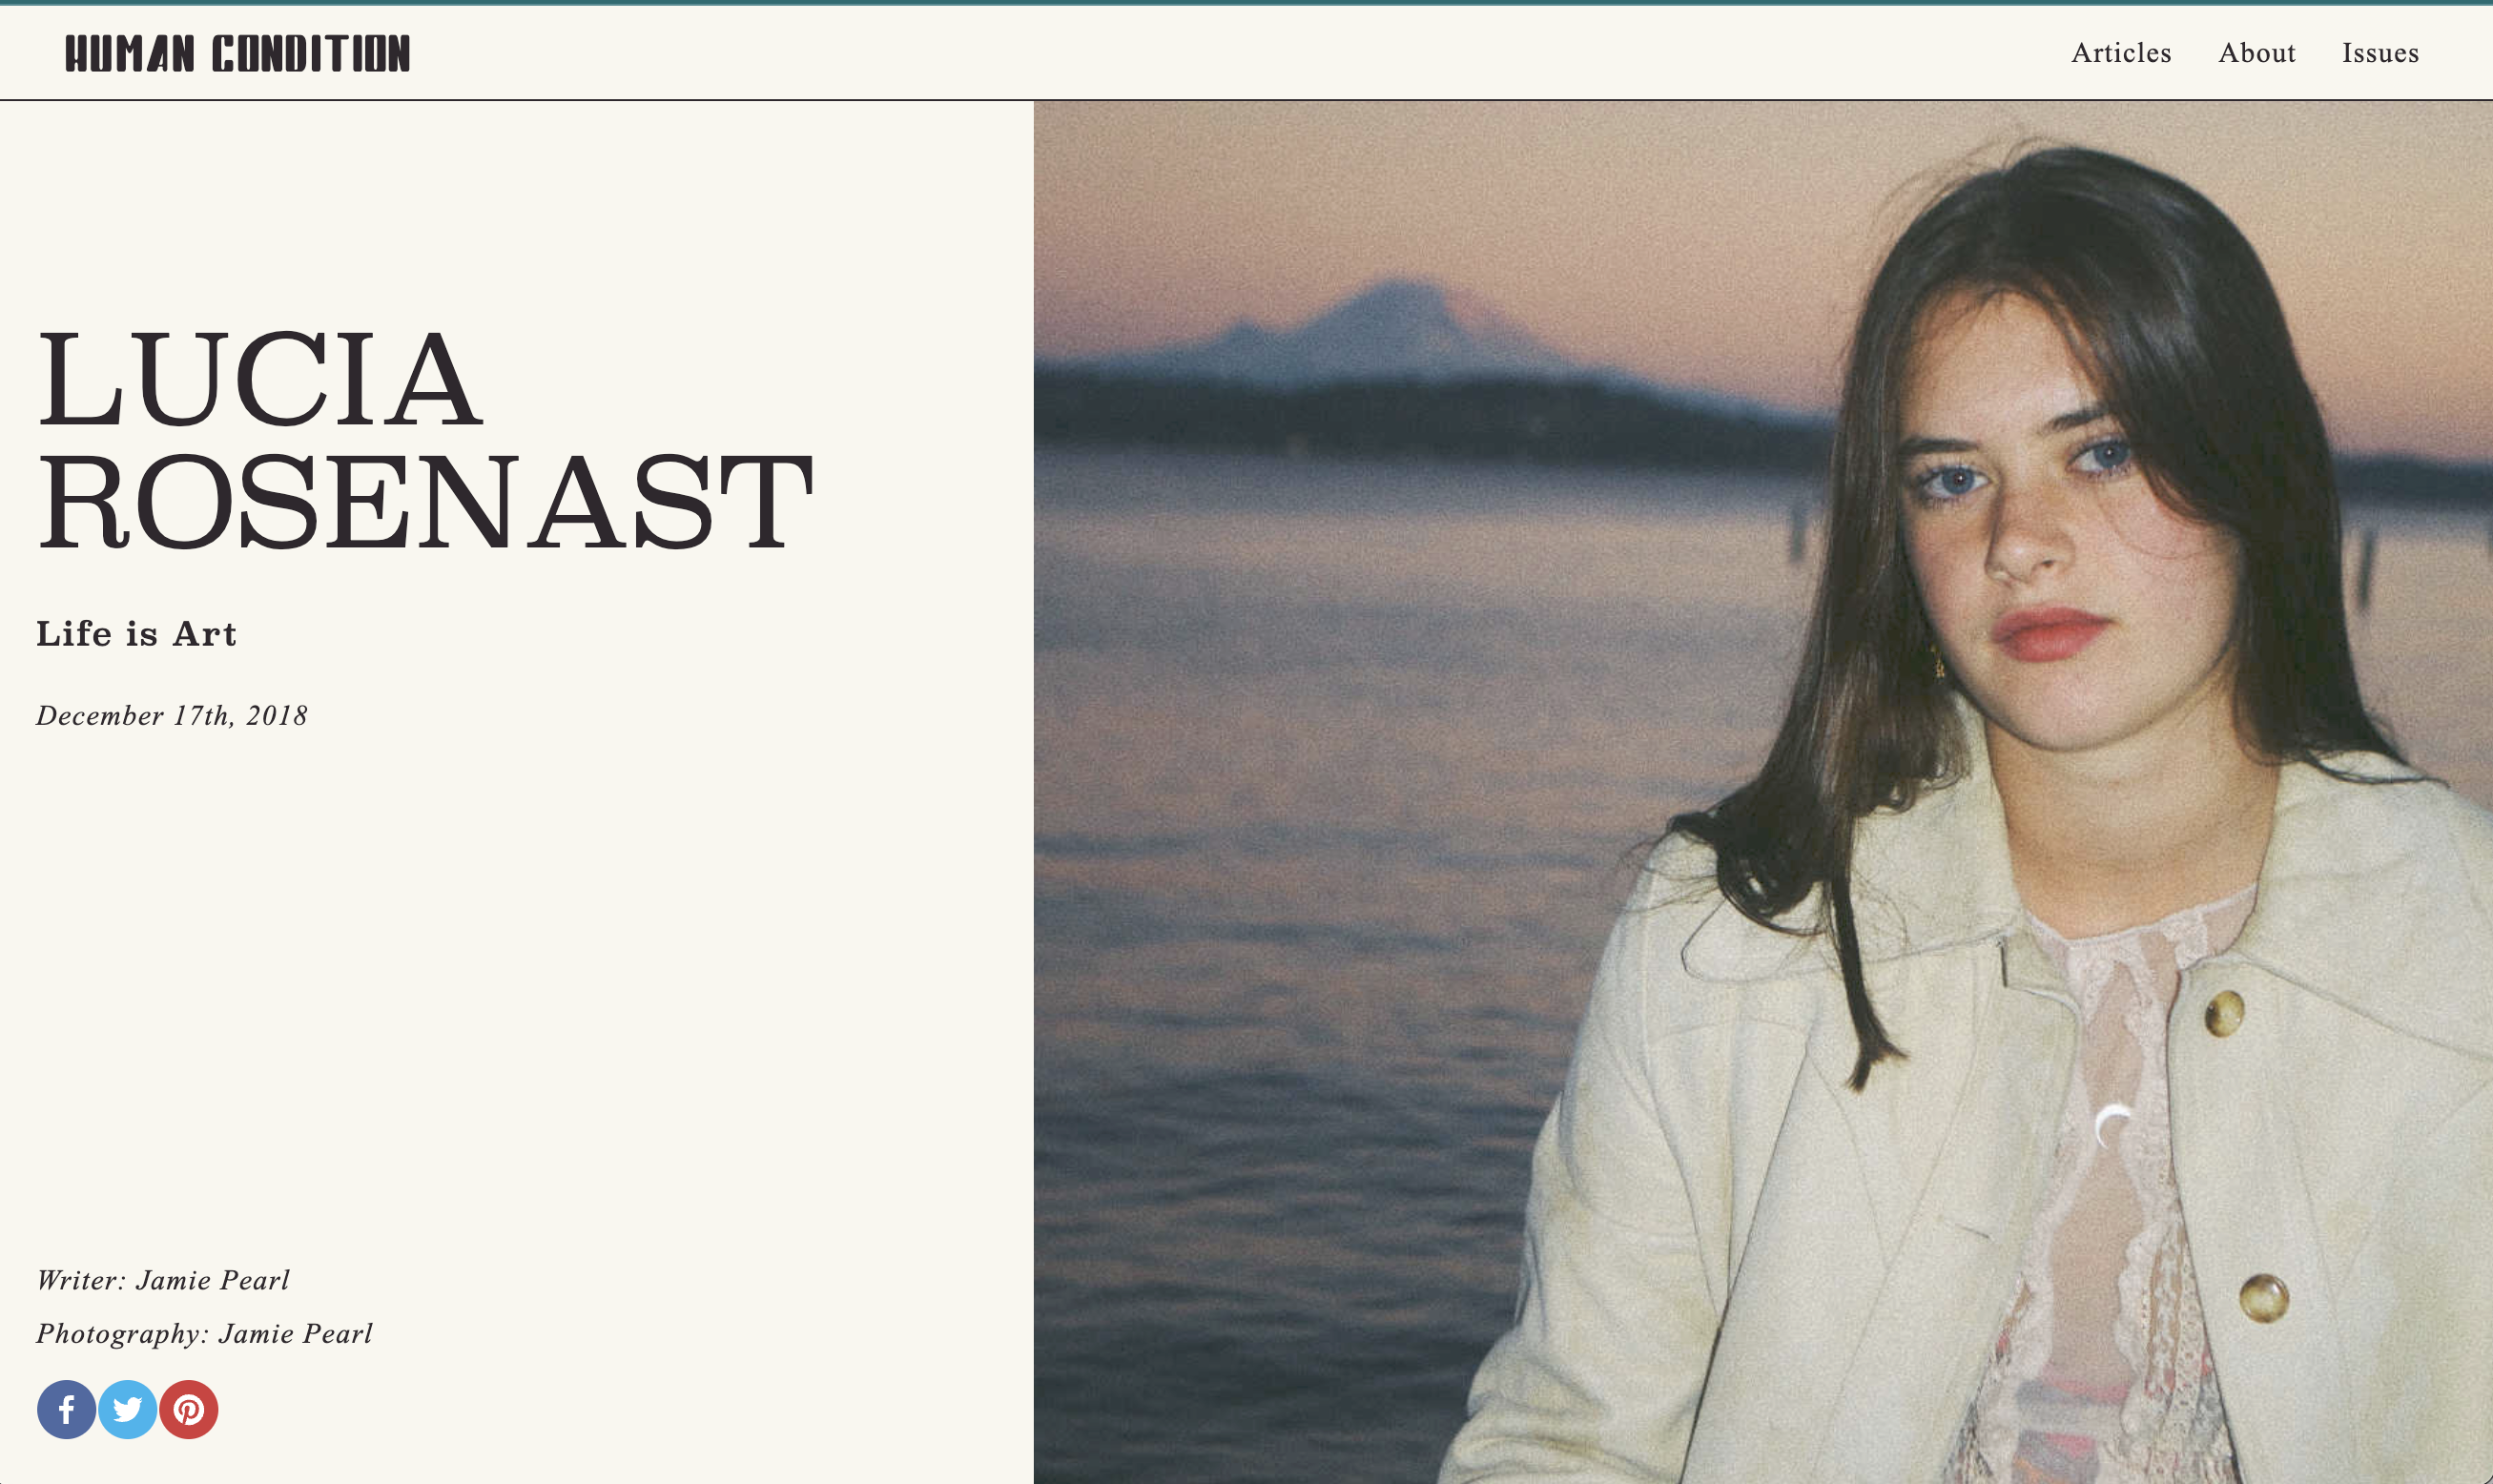 HUMAN CONDITION
Articles About Issues
LUCIA
ROSENAST
Life is Art
December 17th, 2018
Writer: Jamie Pearl
Photography: Jamie Pearl